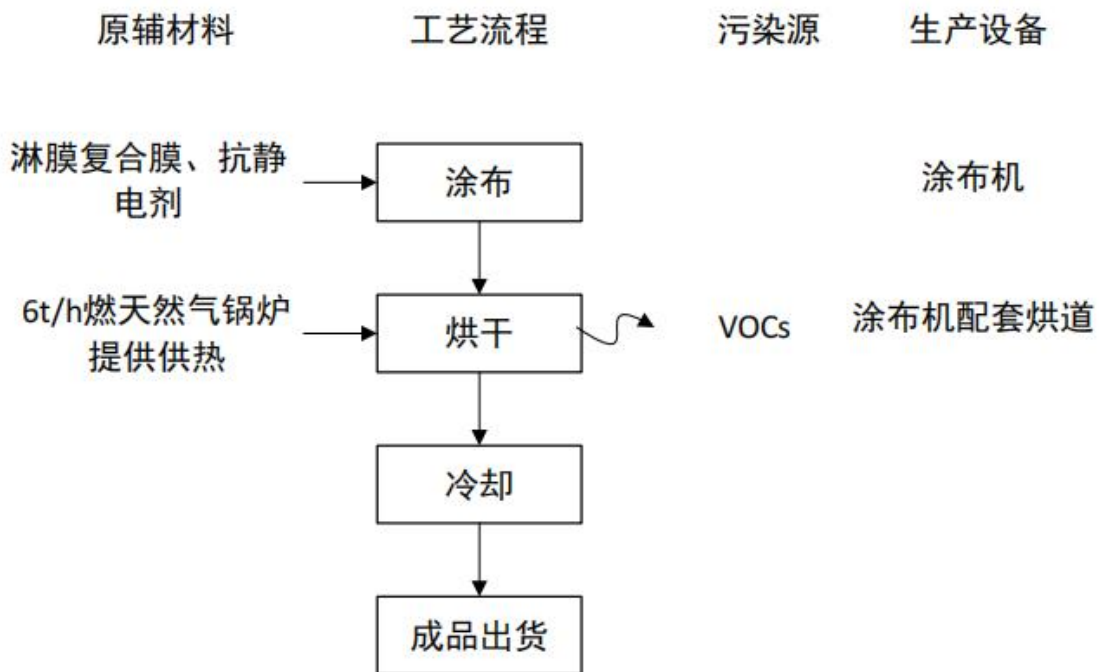 原辅材料 工艺流程 污染源 生产设备
淋膜复合膜、抗静
电剂
涂布
涂布机
6t/h燃天然气锅炉
提供供热
烘干
VOCs
涂布机配套烘道
冷却
成品出货